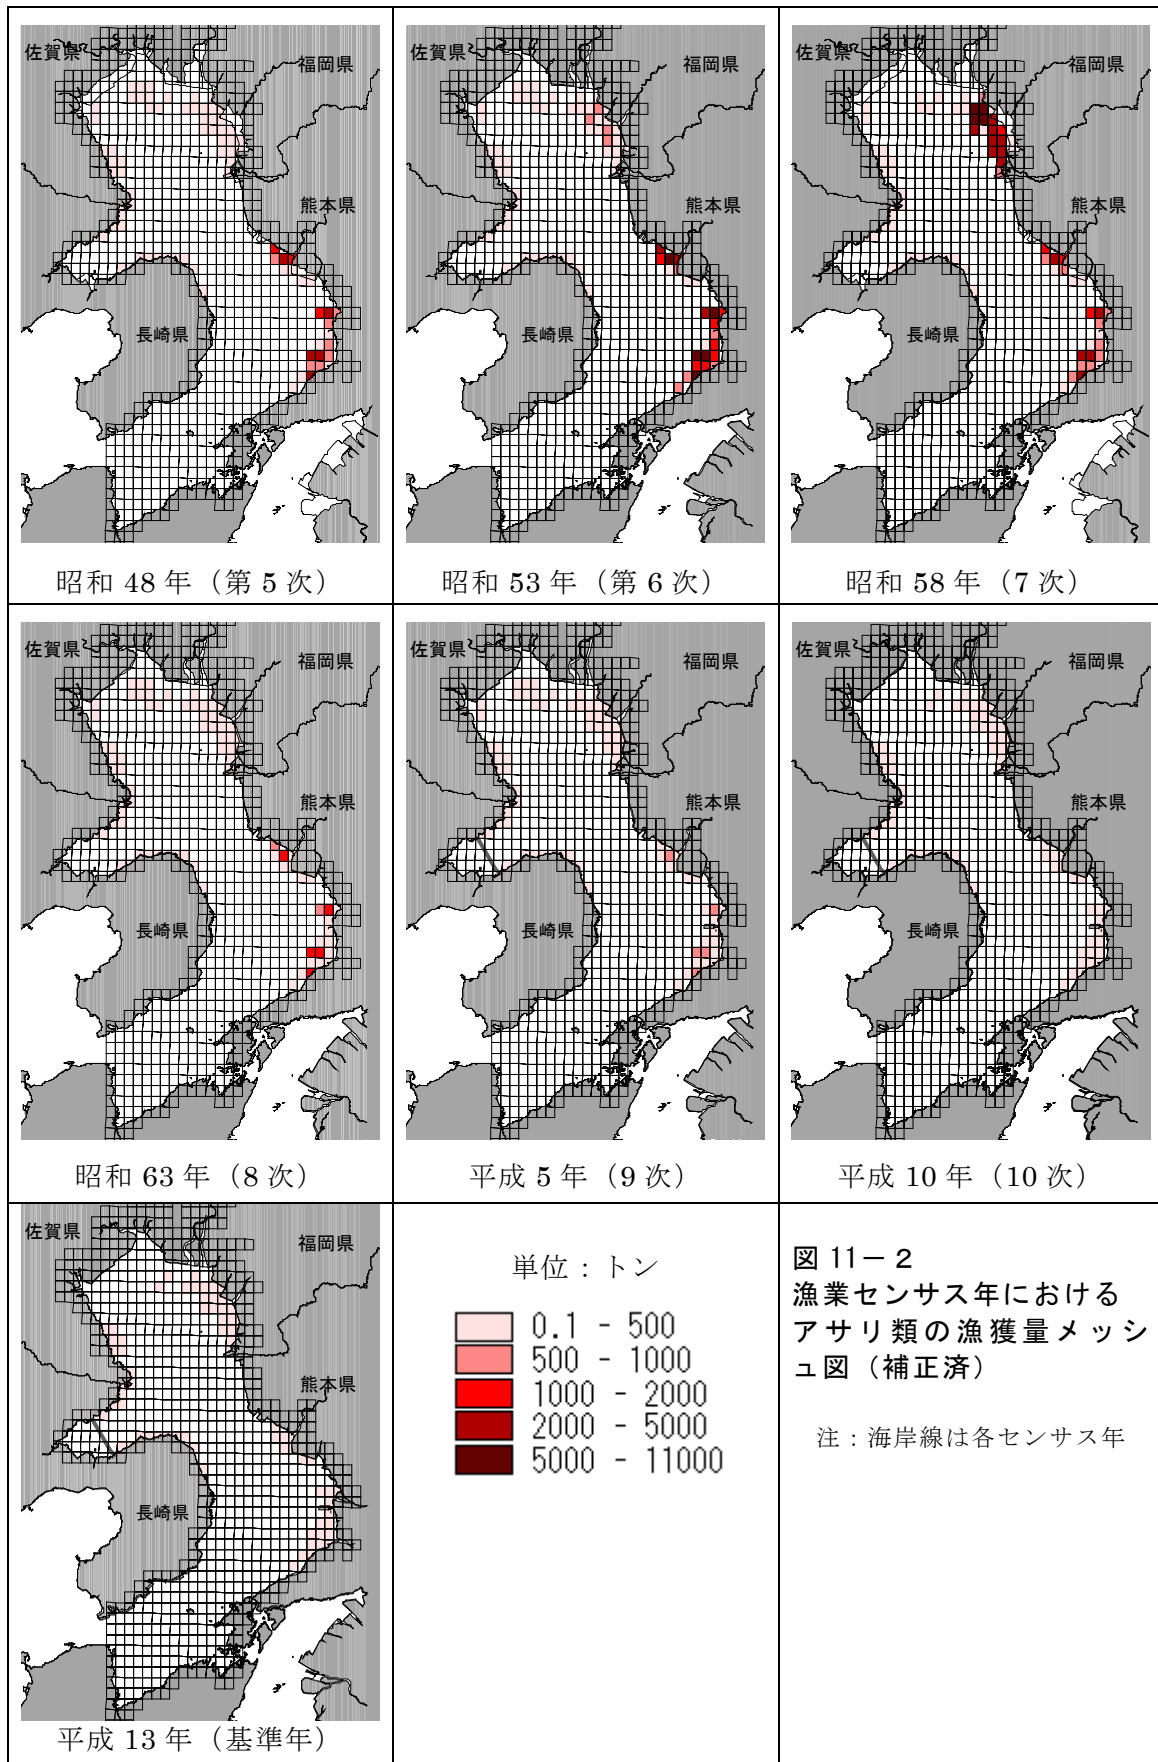 佐賀県
福岡県
熊本県
長崎県
昭和 48 年（第 5 次）
佐賀県
福岡県
熊本県
長崎県
昭和 53 年（第 6 次）
佐賀県
福岡県
熊本県
長崎県
昭和 58 年（7 次）
佐賀県
福岡県
熊本県
長崎県
昭和 63 年（8 次）
佐賀県
福岡県
熊本県
長崎県
平成 5 年（9 次）
佐賀県
福岡県
熊本県
長崎県
平成 10 年（10 次）
佐賀県
福岡県
熊本県
長崎県
平成 13 年（基準年）
単位：トン
0.1 - 500
500 - 1000
1000 - 2000
2000 - 5000
5000 - 11000
図 11－２
漁業センサス年における
アサリ類の漁獲量メッシ
ュ図（補正済）
注：海岸線は各センサス年